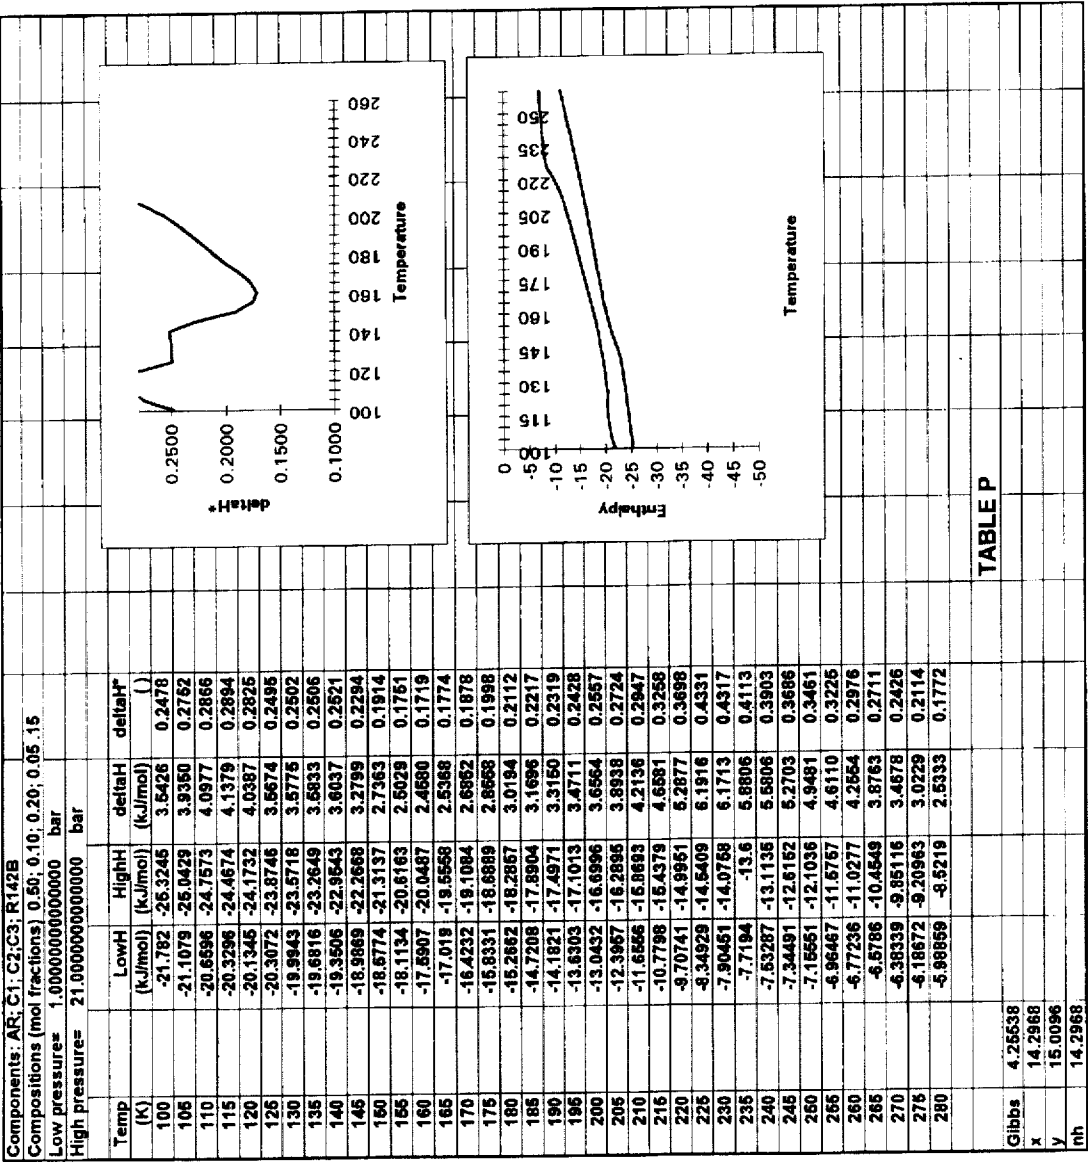 Components: AR; C1; C2;C3; R142B
Compositions (mol fractions) 0.50; 0.10; 0.20; 0.05 .15
Low pressure= 1.00000000000000 bar
High pressure= 21.0000000000000 bar
Temp LowH HighH deltaH deltaH*
(K) (kJ/mol) (kJ/mol) (kJ/mol) ( )
100 -21.782 -25.3245 3.5426 0.2478
105 -21.1079 -25.0429 3.9350 0.2752
110 -20.6596 -24.7573 4.0977 0.2866
115 -20.3296 -24.4674 4.1379 0.2894
120 -20.1345 -24.1732 4.0387 0.2825
125 -20.3072 -23.8746 3.5674 0.2495
130 -19.9943 -23.5718 3.5775 0.2502
135 -19.6816 -23.2649 3.5833 0.2506
140 -19.3506 -22.9543 3.6037 0.2521
145 -18.9869 -22.2668 3.2799 0.2294
150 -18.5774 -21.3137 2.7363 0.1914
155 -18.1134 -20.6163 2.5029 0.1751
160 -17.5907 -20.0487 2.4580 0.1719
165 -17.019 -19.5558 2.5368 0.1774
170 -16.4232 -19.1084 2.6852 0.1878
175 -15.8331 -18.6889 2.8558 0.1998
180 -15.2662 -18.2857 3.0194 0.2112
185 -14.7208 -17.8904 3.1696 0.2217
190 -14.1821 -17.4971 3.3150 0.2319
195 -13.6303 -17.1013 3.4711 0.2428
200 -13.0432 -16.6996 3.6564 0.2557
205 -12.3957 -16.2895 3.8938 0.2724
210 -11.6556 -15.8693 4.2136 0.2947
215 -10.7798 -15.4379 4.6581 0.3258
220 -9.70741 -14.9951 5.2877 0.3698
225 -8.34929 -14.5409 6.1916 0.4331
230 -7.90451 -14.0758 6.1713 0.4317
235 -7.7194 -13.6 5.8806 0.4113
240 -7.53287 -13.1135 5.5806 0.3903
245 -7.34491 -12.6152 5.2703 0.3686
250 -7.15551 -12.1036 4.9481 0.3461
255 -6.96467 -11.5757 4.6110 0.3225
260 -6.77236 -11.0277 4.2554 0.2976
265 -6.5786 -10.4549 3.8763 0.2711
270 -6.38339 -9.85116 3.4678 0.2426
275 -6.18672 -9.20963 3.0229 0.2114
280 -5.98859 -8.5219 2.5333 0.1772
Gibbs 4.25538
x 14.2968
y 15.0096
nh 14.2968
deltaH*
0.2500
0.2000
0.1500
0.1000
100 120 140 160 180 200 220 240 260
Temperature
Enthalpy
0
-5
-10
-15
-20
-25
-30
-35
-40
-45
-50
100 115 130 145 160 175 190 205 220 235 250
Temperature
TABLE P